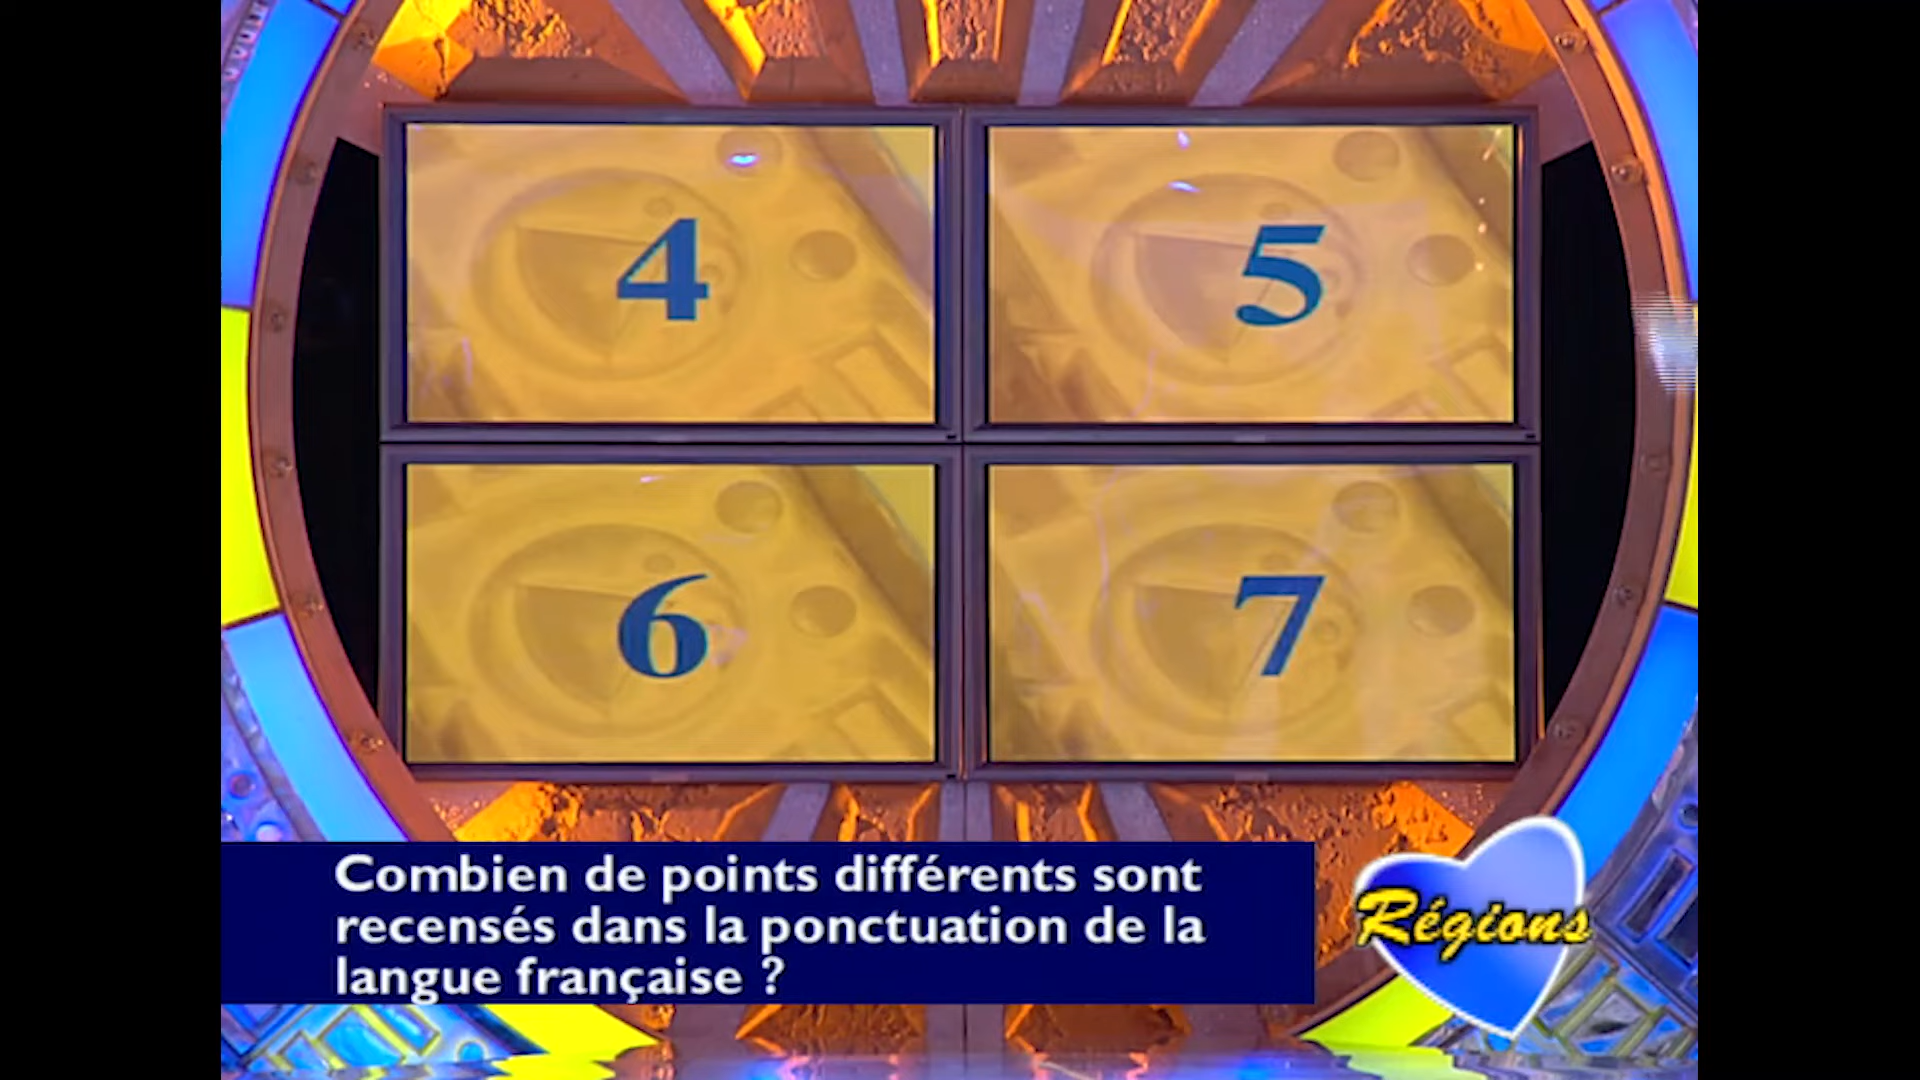 4
5
6
7
Combien de points différents sont
recensés dans la ponctuation de la
langue française ?
Régions